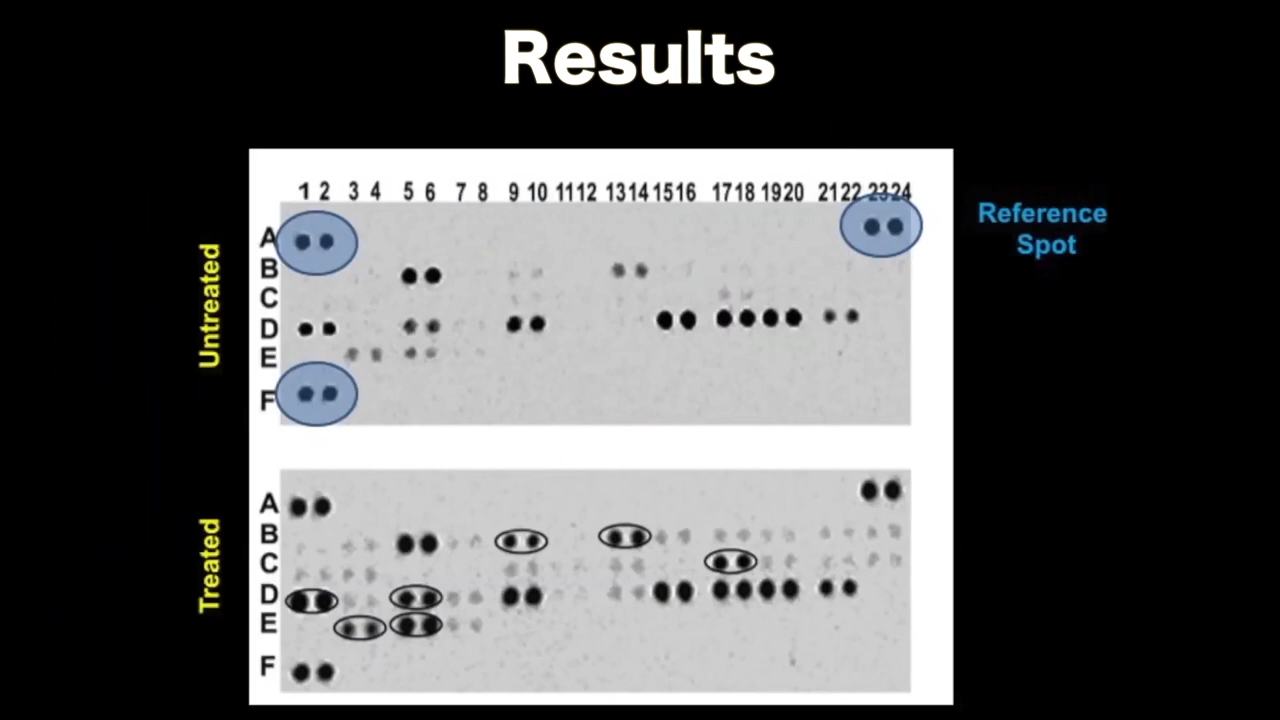 Results
1 2 3 4 5 6 7 8 9 10 11 12 13 14 15 16 17 18 19 20 21 22 23 24
Reference
Spot
Untreated
A
B
C
D
E
F
Treated
A
B
C
D
E
F